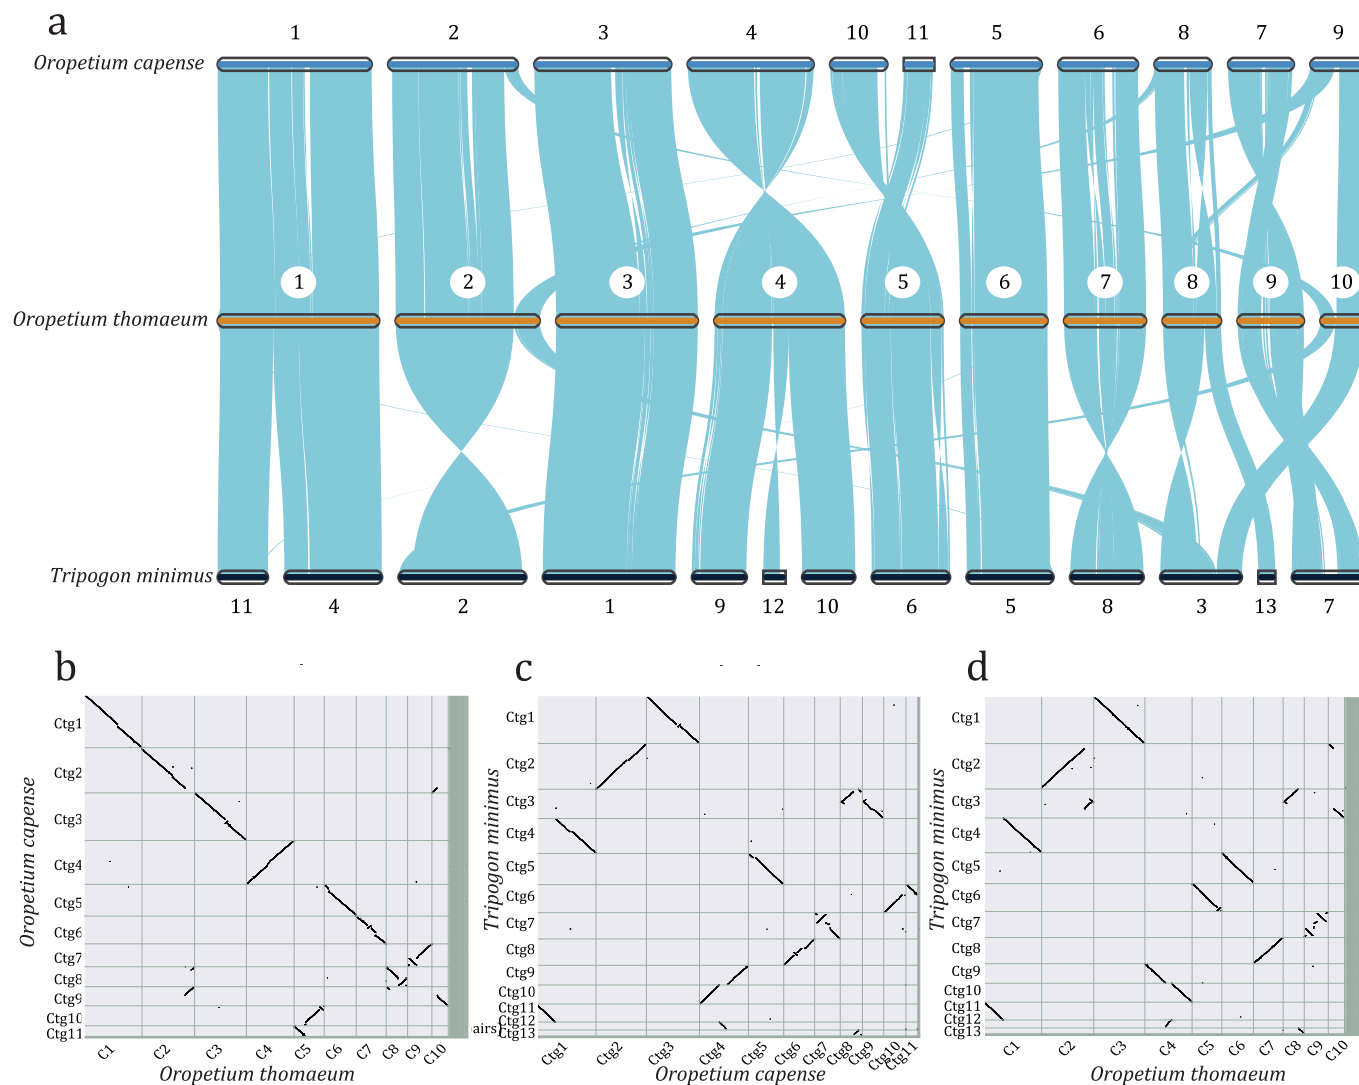 a
1 2 3 4 10 11 5 6 8 7 9
Oropetium capense
1 2 3 4 5 6 7 8 9 10
Oropetium thomaeum
Tripogon minimus
11 4 2 1 9 12 10 6 5 8 3 13 7
b
Oropetium capense
Ctg1
Ctg2
Ctg3
Ctg4
Ctg5
Ctg6
Ctg7
Ctg8
Ctg9
Ctg10
Ctg11
C1 C2 C3 C4 C5 C6 C7 C8 C9 C10
Oropetium thomaeum
airs)
c
Tripogon minimus
Ctg1
Ctg2
Ctg3
Ctg4
Ctg5
Ctg6
Ctg7
Ctg8
Ctg9
Ctg10
Ctg11
Ctg12
Ctg13
Ctg1 Ctg2 Ctg3 Ctg4 Ctg5 Ctg6 Ctg7 Ctg8 Ctg9 Ctg10 Ctg11
Oropetium capense
d
Tripogon minimus
Ctg1
Ctg2
Ctg3
Ctg4
Ctg5
Ctg6
Ctg7
Ctg8
Ctg9
Ctg10
Ctg11
Ctg12
Ctg13
C1 C2 C3 C4 C5 C6 C7 C8 C9 C10
Oropetium thomaeum